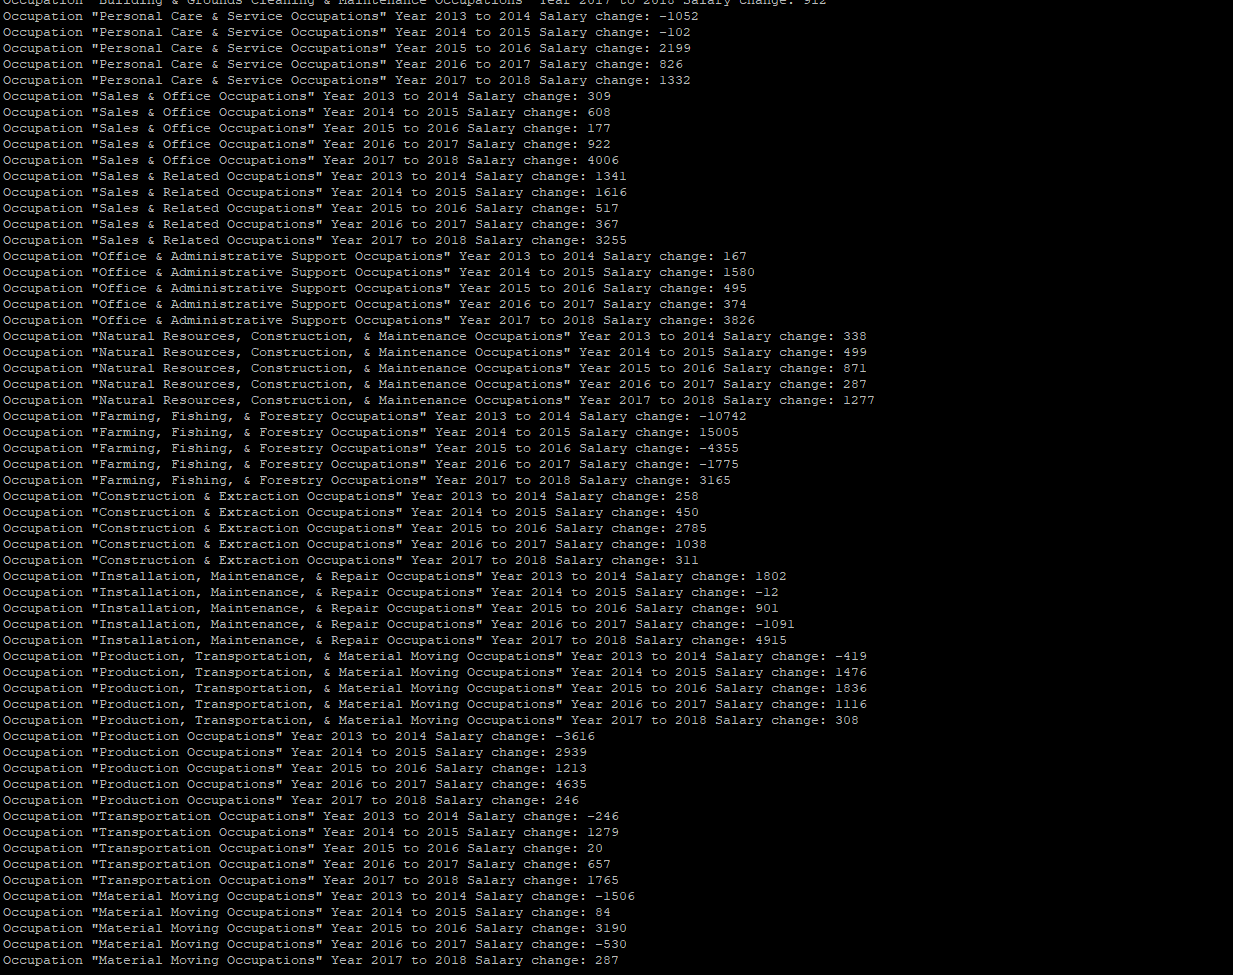 Occupation "Building & Grounds Cleaning & Maintenance Occupations" Year 2017 to 2018 Salary change: 912
Occupation "Personal Care & Service Occupations" Year 2013 to 2014 Salary change: -1052
Occupation "Personal Care & Service Occupations" Year 2014 to 2015 Salary change: -102
Occupation "Personal Care & Service Occupations" Year 2015 to 2016 Salary change: 2199
Occupation "Personal Care & Service Occupations" Year 2016 to 2017 Salary change: 826
Occupation "Personal Care & Service Occupations" Year 2017 to 2018 Salary change: 1332
Occupation "Sales & Office Occupations" Year 2013 to 2014 Salary change: 309
Occupation "Sales & Office Occupations" Year 2014 to 2015 Salary change: 608
Occupation "Sales & Office Occupations" Year 2015 to 2016 Salary change: 177
Occupation "Sales & Office Occupations" Year 2016 to 2017 Salary change: 922
Occupation "Sales & Office Occupations" Year 2017 to 2018 Salary change: 4006
Occupation "Sales & Related Occupations" Year 2013 to 2014 Salary change: 1341
Occupation "Sales & Related Occupations" Year 2014 to 2015 Salary change: 1616
Occupation "Sales & Related Occupations" Year 2015 to 2016 Salary change: 517
Occupation "Sales & Related Occupations" Year 2016 to 2017 Salary change: 367
Occupation "Sales & Related Occupations" Year 2017 to 2018 Salary change: 3255
Occupation "Office & Administrative Support Occupations" Year 2013 to 2014 Salary change: 167
Occupation "Office & Administrative Support Occupations" Year 2014 to 2015 Salary change: 1580
Occupation "Office & Administrative Support Occupations" Year 2015 to 2016 Salary change: 495
Occupation "Office & Administrative Support Occupations" Year 2016 to 2017 Salary change: 374
Occupation "Office & Administrative Support Occupations" Year 2017 to 2018 Salary change: 3826
Occupation "Natural Resources, Construction, & Maintenance Occupations" Year 2013 to 2014 Salary change: 338
Occupation "Natural Resources, Construction, & Maintenance Occupations" Year 2014 to 2015 Salary change: 499
Occupation "Natural Resources, Construction, & Maintenance Occupations" Year 2015 to 2016 Salary change: 871
Occupation "Natural Resources, Construction, & Maintenance Occupations" Year 2016 to 2017 Salary change: 287
Occupation "Natural Resources, Construction, & Maintenance Occupations" Year 2017 to 2018 Salary change: 1277
Occupation "Farming, Fishing, & Forestry Occupations" Year 2013 to 2014 Salary change: -10742
Occupation "Farming, Fishing, & Forestry Occupations" Year 2014 to 2015 Salary change: 15005
Occupation "Farming, Fishing, & Forestry Occupations" Year 2015 to 2016 Salary change: -4355
Occupation "Farming, Fishing, & Forestry Occupations" Year 2016 to 2017 Salary change: -1775
Occupation "Farming, Fishing, & Forestry Occupations" Year 2017 to 2018 Salary change: 3165
Occupation "Construction & Extraction Occupations" Year 2013 to 2014 Salary change: 258
Occupation "Construction & Extraction Occupations" Year 2014 to 2015 Salary change: 450
Occupation "Construction & Extraction Occupations" Year 2015 to 2016 Salary change: 2785
Occupation "Construction & Extraction Occupations" Year 2016 to 2017 Salary change: 1038
Occupation "Construction & Extraction Occupations" Year 2017 to 2018 Salary change: 311
Occupation "Installation, Maintenance, & Repair Occupations" Year 2013 to 2014 Salary change: 1802
Occupation "Installation, Maintenance, & Repair Occupations" Year 2014 to 2015 Salary change: -12
Occupation "Installation, Maintenance, & Repair Occupations" Year 2015 to 2016 Salary change: 901
Occupation "Installation, Maintenance, & Repair Occupations" Year 2016 to 2017 Salary change: -1091
Occupation "Installation, Maintenance, & Repair Occupations" Year 2017 to 2018 Salary change: 4915
Occupation "Production, Transportation, & Material Moving Occupations" Year 2013 to 2014 Salary change: -419
Occupation "Production, Transportation, & Material Moving Occupations" Year 2014 to 2015 Salary change: 1476
Occupation "Production, Transportation, & Material Moving Occupations" Year 2015 to 2016 Salary change: 1836
Occupation "Production, Transportation, & Material Moving Occupations" Year 2016 to 2017 Salary change: 1116
Occupation "Production, Transportation, & Material Moving Occupations" Year 2017 to 2018 Salary change: 308
Occupation "Production Occupations" Year 2013 to 2014 Salary change: -3616
Occupation "Production Occupations" Year 2014 to 2015 Salary change: 2939
Occupation "Production Occupations" Year 2015 to 2016 Salary change: 1213
Occupation "Production Occupations" Year 2016 to 2017 Salary change: 4635
Occupation "Production Occupations" Year 2017 to 2018 Salary change: 246
Occupation "Transportation Occupations" Year 2013 to 2014 Salary change: -246
Occupation "Transportation Occupations" Year 2014 to 2015 Salary change: 1279
Occupation "Transportation Occupations" Year 2015 to 2016 Salary change: 20
Occupation "Transportation Occupations" Year 2016 to 2017 Salary change: 657
Occupation "Transportation Occupations" Year 2017 to 2018 Salary change: 1765
Occupation "Material Moving Occupations" Year 2013 to 2014 Salary change: -1506
Occupation "Material Moving Occupations" Year 2014 to 2015 Salary change: 84
Occupation "Material Moving Occupations" Year 2015 to 2016 Salary change: 3190
Occupation "Material Moving Occupations" Year 2016 to 2017 Salary change: -530
Occupation "Material Moving Occupations" Year 2017 to 2018 Salary change: 287